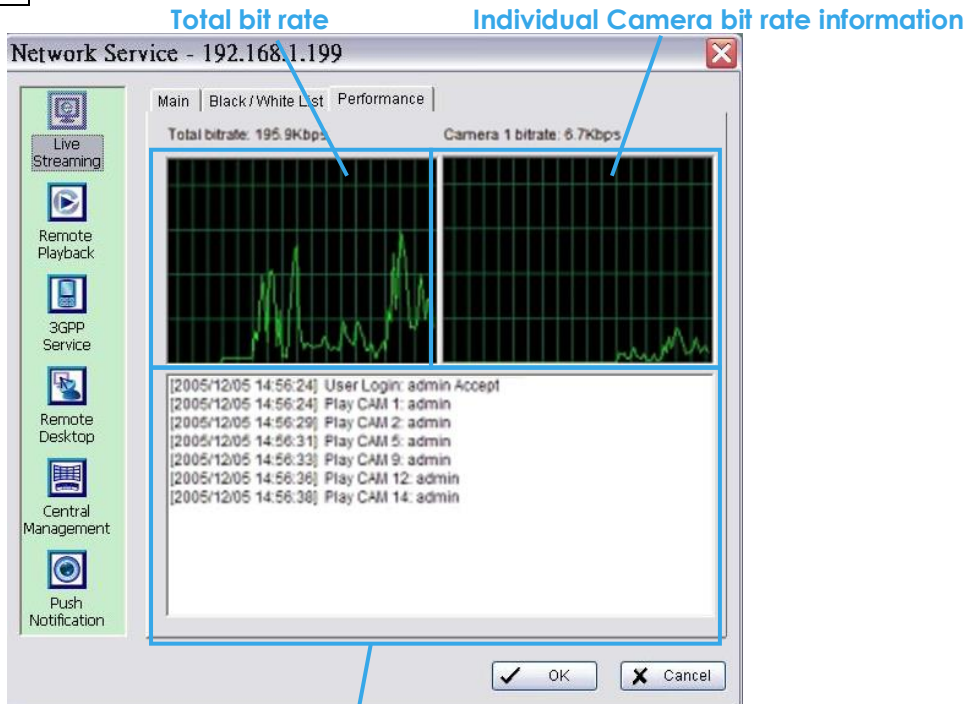 Total bit rate
Individual Camera bit rate information
Network Service - 192.168.1.199
Main
Black / White List
Performance
Total bitrate: 195.9Kbps
Camera 1 bitrate: 6.7Kbps
Live
Streaming
Remote
Playback
3GPP
Service
Remote
Desktop
Central
Management
Push
Notification
[2005/12/05 14:56:24] User Login: admin Accept
[2005/12/05 14:56:24] Play CAM 1: admin
[2005/12/05 14:56:29] Play CAM 2: admin
[2005/12/05 14:56:31] Play CAM 5: admin
[2005/12/05 14:56:33] Play CAM 9: admin
[2005/12/05 14:56:36] Play CAM 12: admin
[2005/12/05 14:56:38] Play CAM 14: admin
OK
Cancel